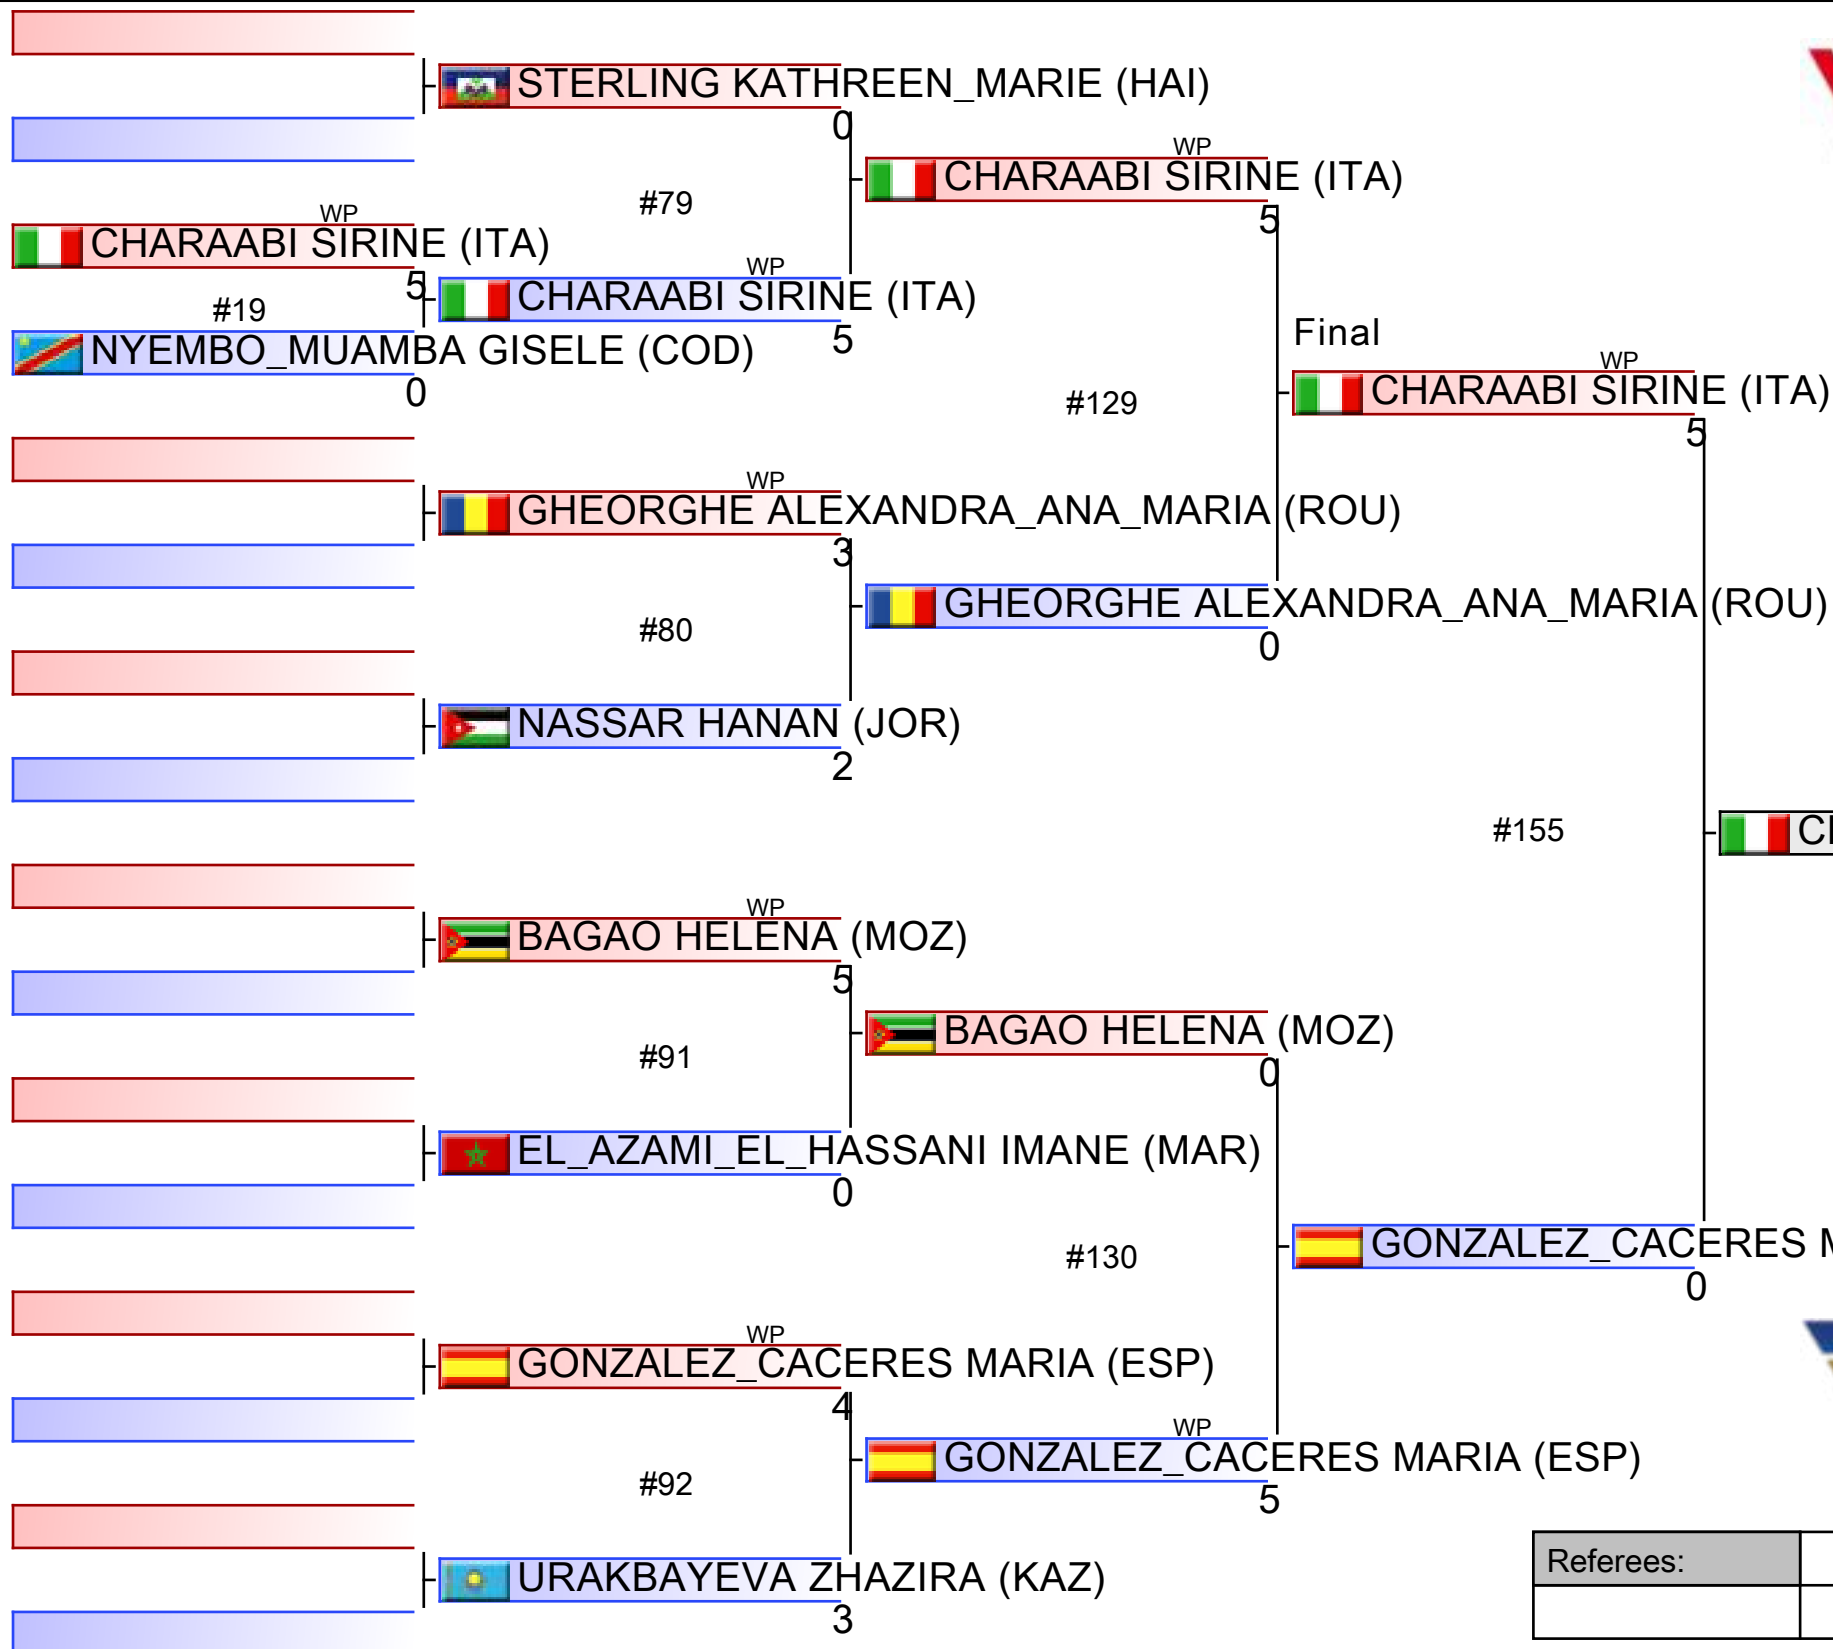 STERLING KATHREEN_MARIE (HAI)
0
WP
CHARAABI SIRINE (ITA)
5
#79
WP
CHARAABI SIRINE (ITA)
5
#19
WP
CHARAABI SIRINE (ITA)
5
NYEMBO_MUAMBA GISELE (COD)
0
Final
WP
CHARAABI SIRINE (ITA)
5
#129
WP
GHEORGHE ALEXANDRA_ANA_MARIA (ROU)
3
GHEORGHE ALEXANDRA_ANA_MARIA (ROU)
0
#80
NASSAR HANAN (JOR)
2
#155
WP
BAGAO HELENA (MOZ)
5
BAGAO HELENA (MOZ)
0
#91
EL_AZAMI_EL_HASSANI IMANE (MAR)
0
#130
GONZALEZ_CACERES
0
WP
GONZALEZ_CACERES MARIA (ESP)
4
WP
GONZALEZ_CACERES MARIA (ESP)
5
#92
URAKBAYEVA ZHAZIRA (KAZ)
3
Referees: